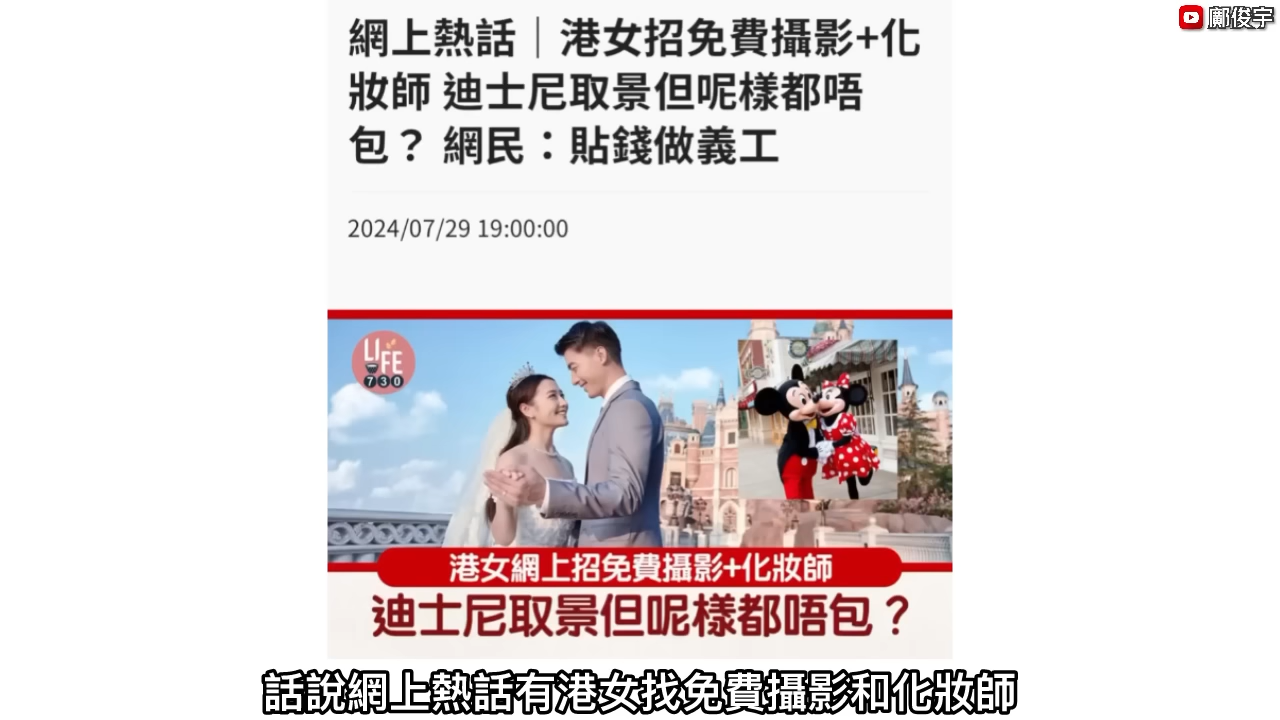 鄺俊宇
網上熱話｜港女招免費攝影+化
妝師 迪士尼取景但呢樣都唔
包？ 網民：貼錢做義工
2024/07/29 19:00:00
LIFE
730
港女網上招免費攝影+化妝師
迪士尼取景但呢樣都唔包？
話說網上熱話有港女找免費攝影和化妝師